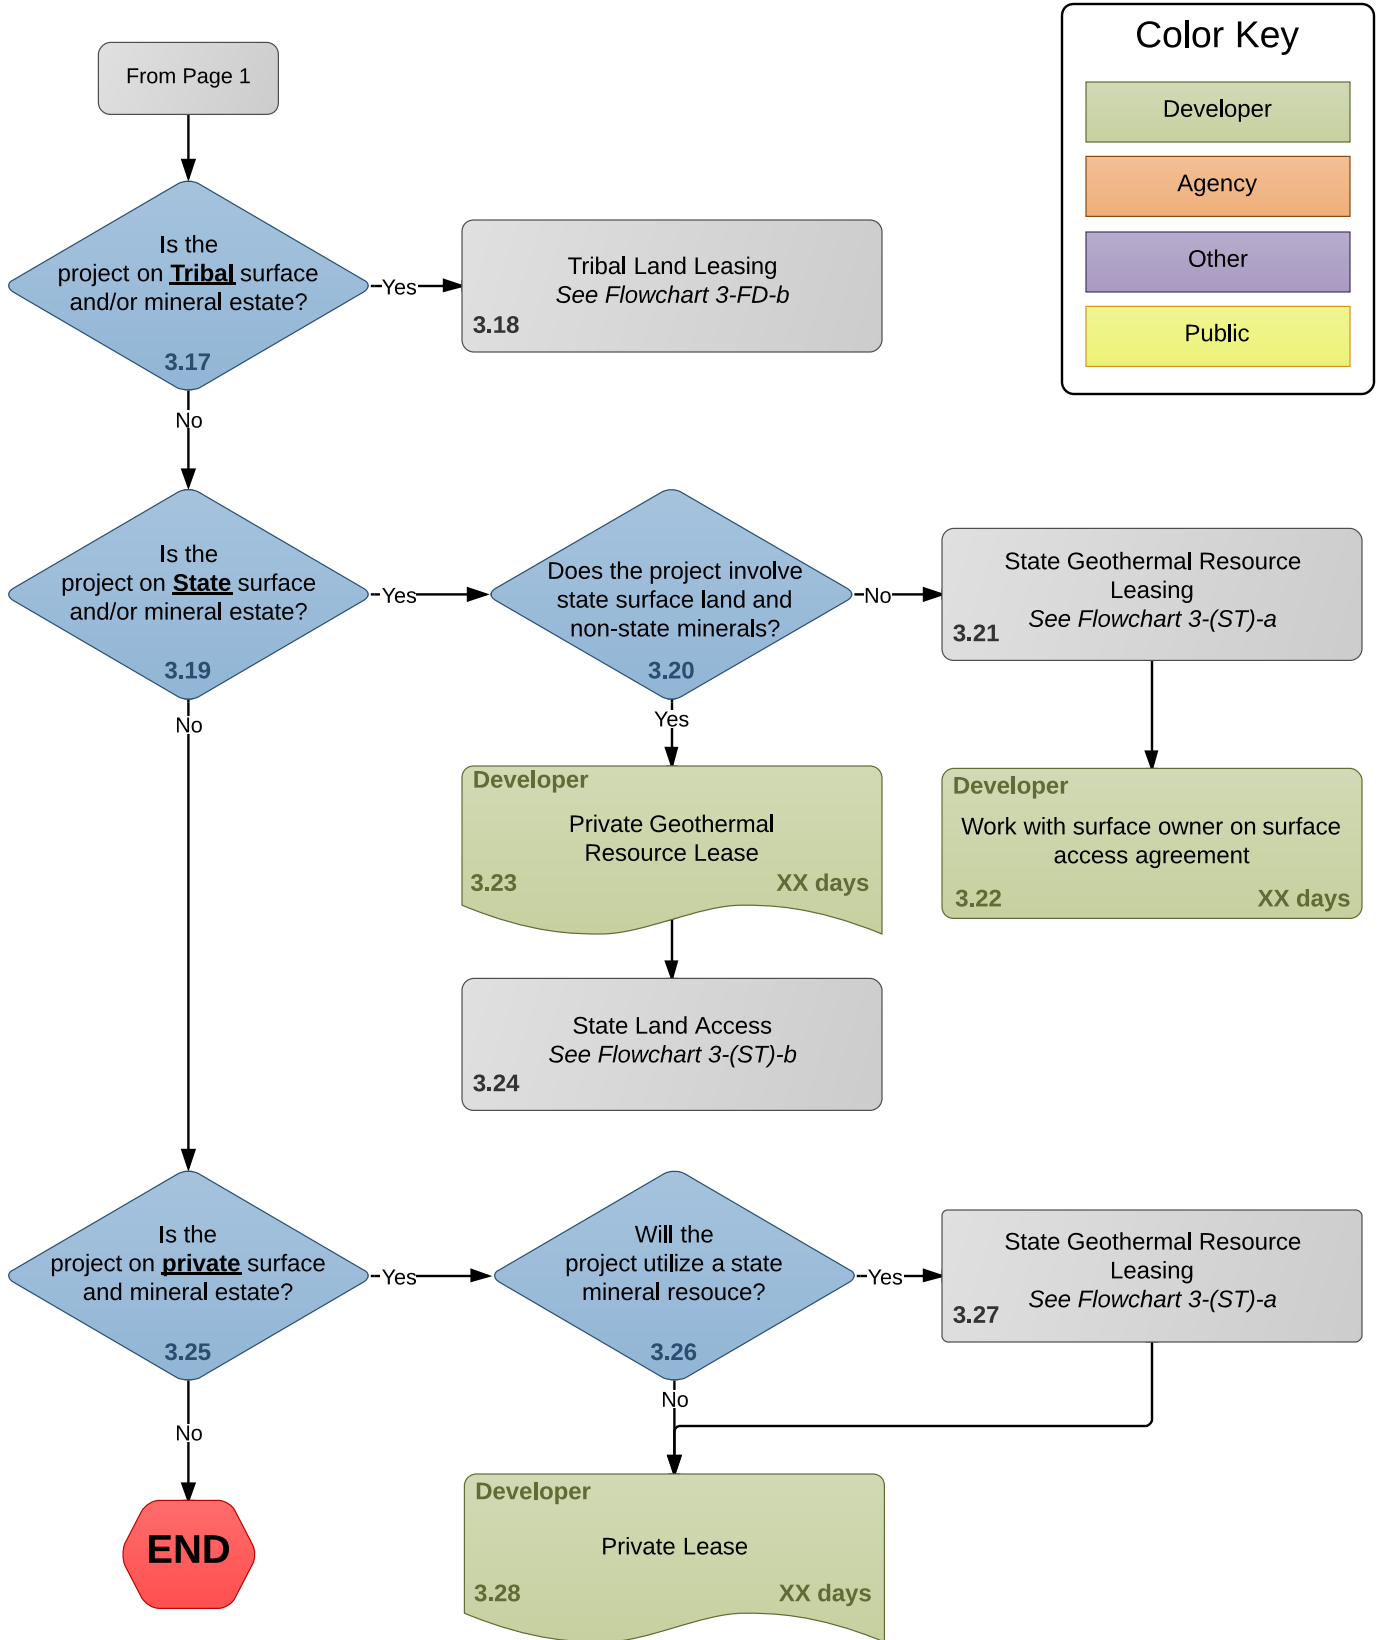 From Page 1
Color Key
Developer
Agency
Other
Public
Is the
project on Tribal surface
and/or mineral estate?
3.17
Yes
Tribal Land Leasing
See Flowchart 3-FD-b
3.18
No
Is the
project on State surface
and/or mineral estate?
3.19
Yes
Does the project involve
state surface land and
non-state minerals?
3.20
No
State Geothermal Resource
Leasing
See Flowchart 3-(ST)-a
3.21
No
Yes
Developer
Private Geothermal
Resource Lease
3.23
XX days
Developer
Work with surface owner on surface
access agreement
3.22
XX days
State Land Access
See Flowchart 3-(ST)-b
3.24
Is the
project on private surface
and mineral estate?
3.25
Yes
Will the
project utilize a state
mineral resouce?
3.26
Yes
State Geothermal Resource
Leasing
See Flowchart 3-(ST)-a
3.27
No
No
END
Developer
Private Lease
3.28
XX days